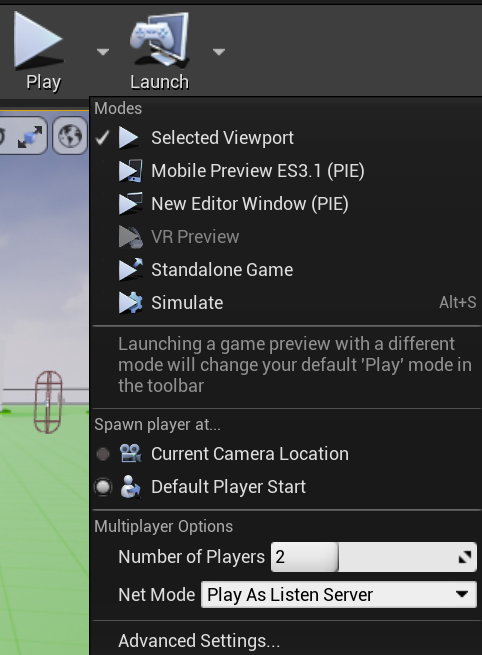 Play
Launch
Modes
Selected Viewport
Mobile Preview ES3.1 (PIE)
New Editor Window (PIE)
VR Preview
Standalone Game
Simulate Alt+S
Launching a game preview with a different
mode will change your default 'Play' mode in
the toolbar
Spawn player at...
Current Camera Location
Default Player Start
Multiplayer Options
Number of Players 2
Net Mode Play As Listen Server
Advanced Settings...